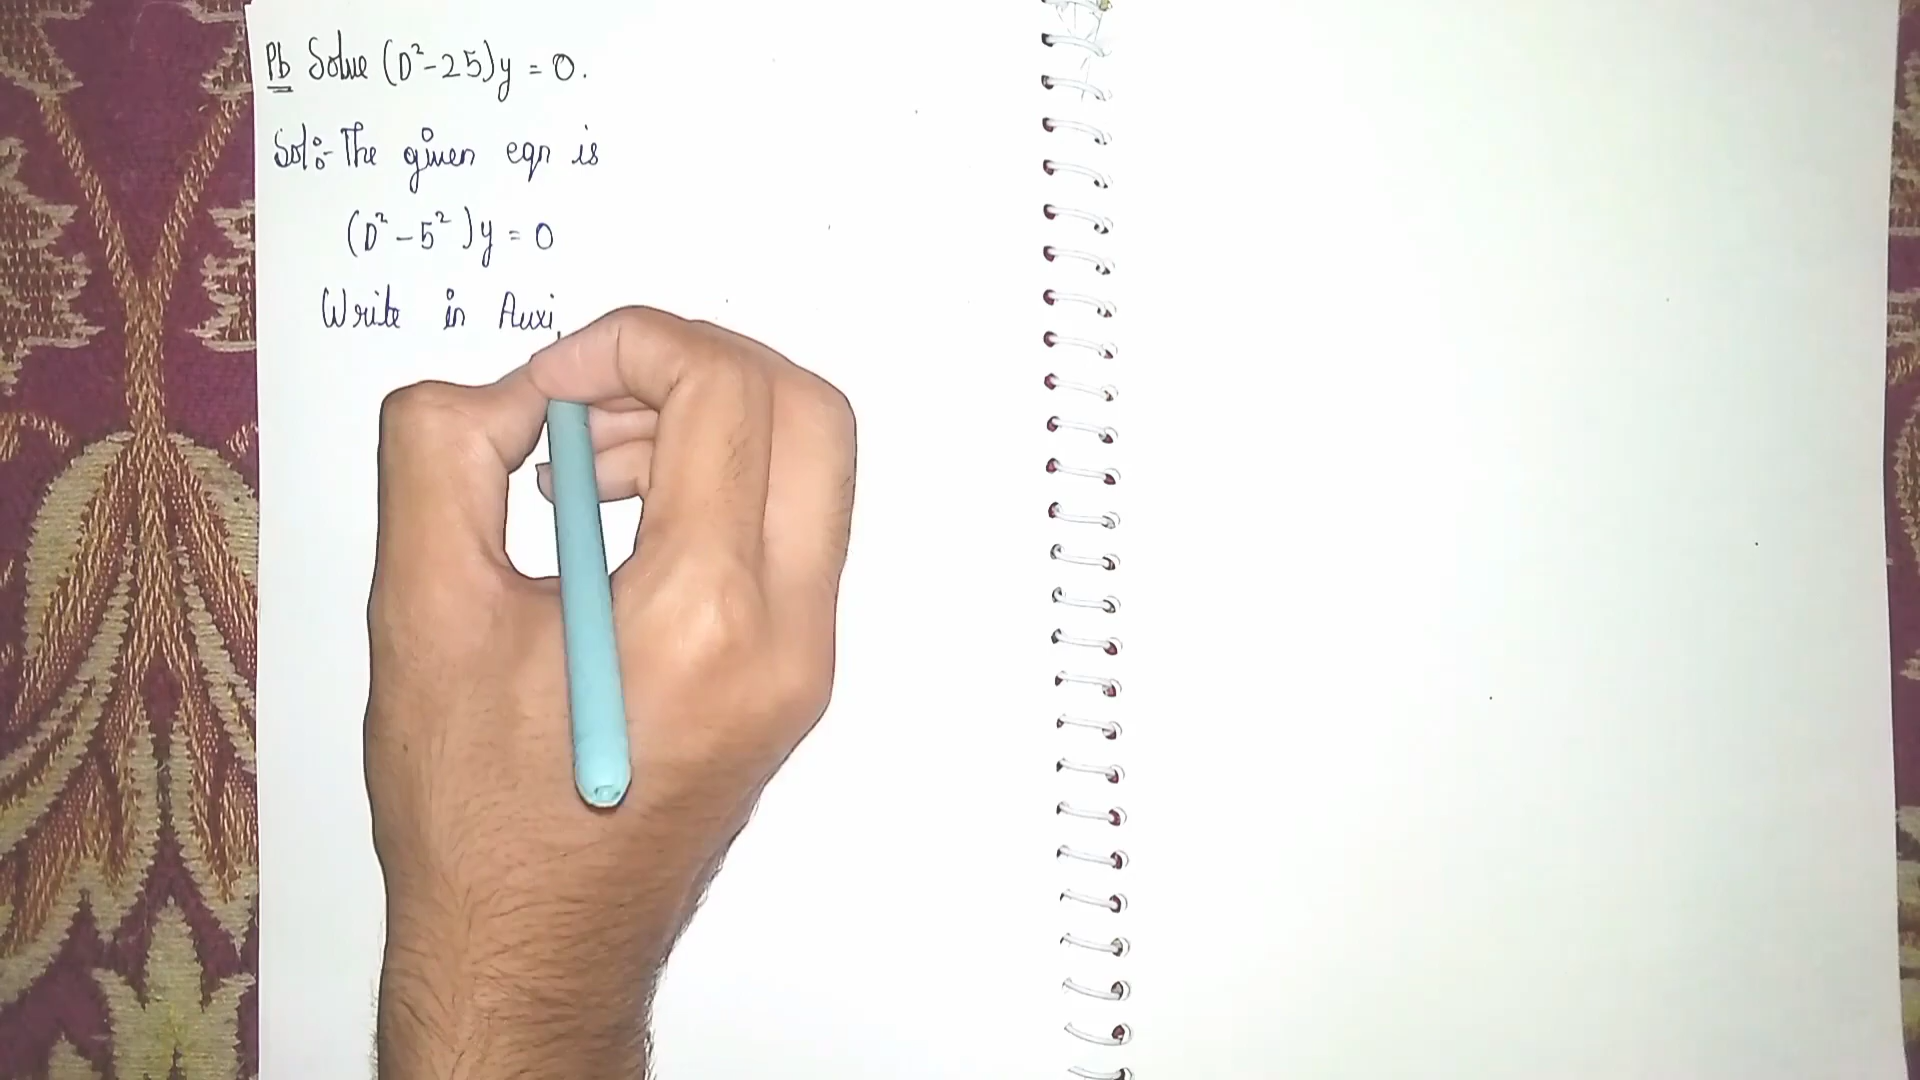 Pb Solve (D²-25)y = 0.
Sol:- The given eqn is
(D² - 5²)y = 0
Write in Auxi